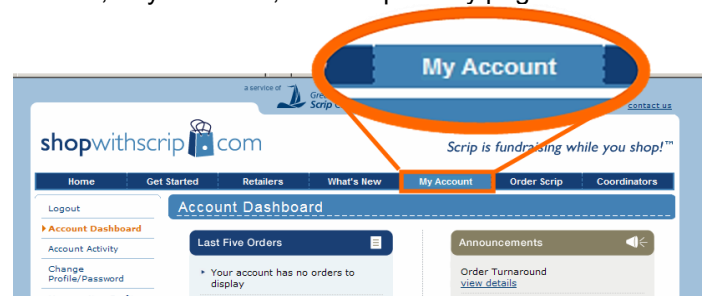 My Account
a service of
Scrip
contact us
shopwithscrip.com
Scrip is fundraising while you shop!™
Home Get Started Retailers What's New My Account Order Scrip Coordinators
Logout
Account Dashboard
Account Dashboard
Account Activity
Change
Profile/Password
Last Five Orders
Your account has no orders to
display
Announcements
Order Turnaround
view details